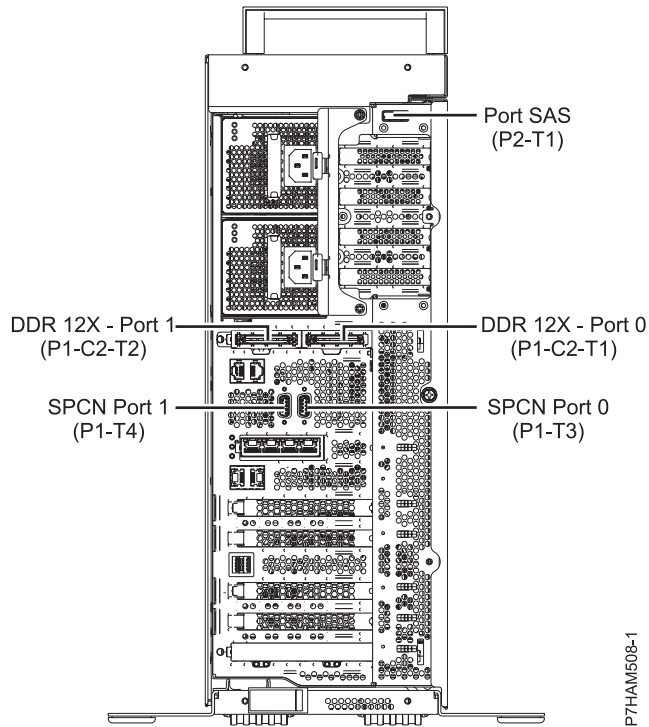 Port SAS
(P2-T1)
DDR 12X - Port 1
(P1-C2-T2)
DDR 12X - Port 0
(P1-C2-T1)
SPCN Port 1
(P1-T4)
SPCN Port 0
(P1-T3)
P7HAM508-1